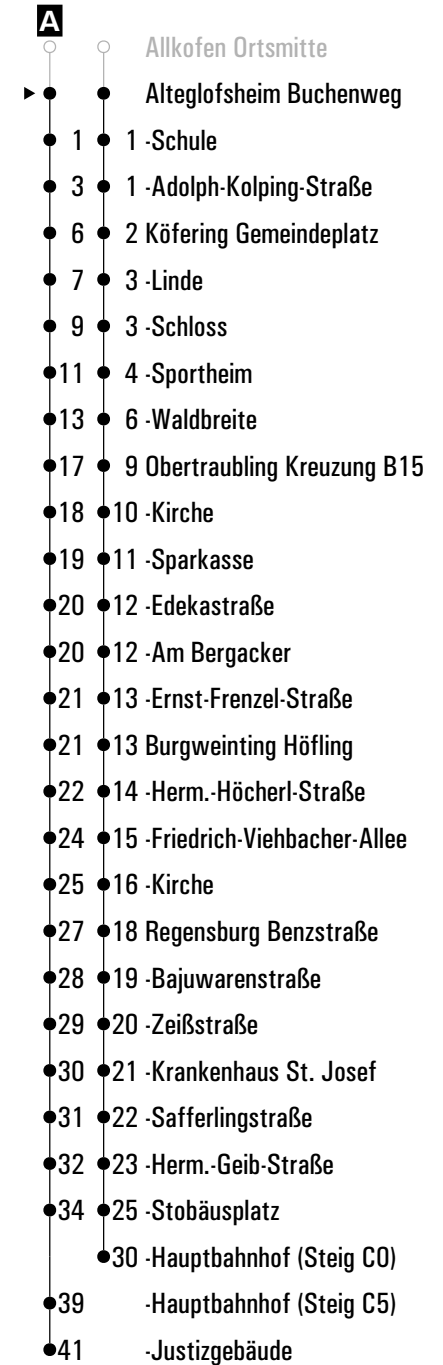 A
Allkofen Ortsmitte
Alteglofsheim Buchenweg
1 1 -Schule
3 1 -Adolph-Kolping-Straße
6 2 Köfering Gemeindeplatz
7 3 -Linde
9 3 -Schloss
11 4 -Sportheim
13 6 -Waldbreite
17 9 Obertraubling Kreuzung B15
18 10 -Kirche
19 11 -Sparkasse
20 12 -Edekastraße
20 12 -Am Bergacker
21 13 -Ernst-Frenzel-Straße
21 13 Burgweinting Höfling
22 14 -Herm.-Höcherl-Straße
24 15 -Friedrich-Viehbacher-Allee
25 16 -Kirche
27 18 Regensburg Benzstraße
28 19 -Bajuwarenstraße
29 20 -Zeißstraße
30 21 -Krankenhaus St. Josef
31 22 -Safferlingstraße
32 23 -Herm.-Geib-Straße
34 25 -Stobäusplatz
30 -Hauptbahnhof (Steig C0)
39 -Hauptbahnhof (Steig C5)
41 -Justizgebäude